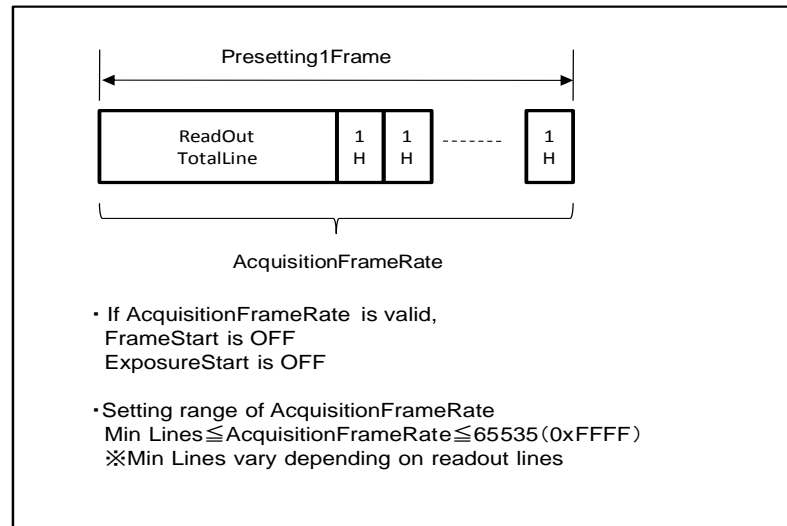 Presetting1Frame
ReadOut
TotalLine
1
H
1
H
1
H
AcquisitionFrameRate
・ If AcquisitionFrameRate is valid,
FrameStart is OFF
ExposureStart is OFF
・Setting range of AcquisitionFrameRate
Min Lines≦AcquisitionFrameRate≦65535(0xFFFF)
※Min Lines vary depending on readout lines